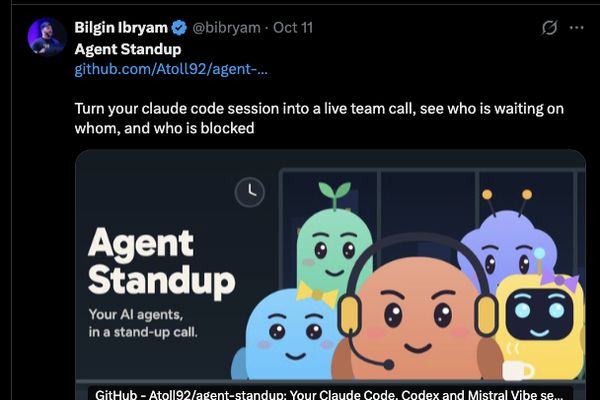 Bilgin Ibryam @bibryam · Oct 11
Agent Standup
github.com/Atoll92/agent-...
Turn your claude code session into a live team call, see who is waiting on
whom, and who is blocked
Agent
Standup
Your AI agents,
in a stand-up call.
GitHub - Atoll92/agent-standup: Your Claude Code, Codex and Mistral Vibe se...